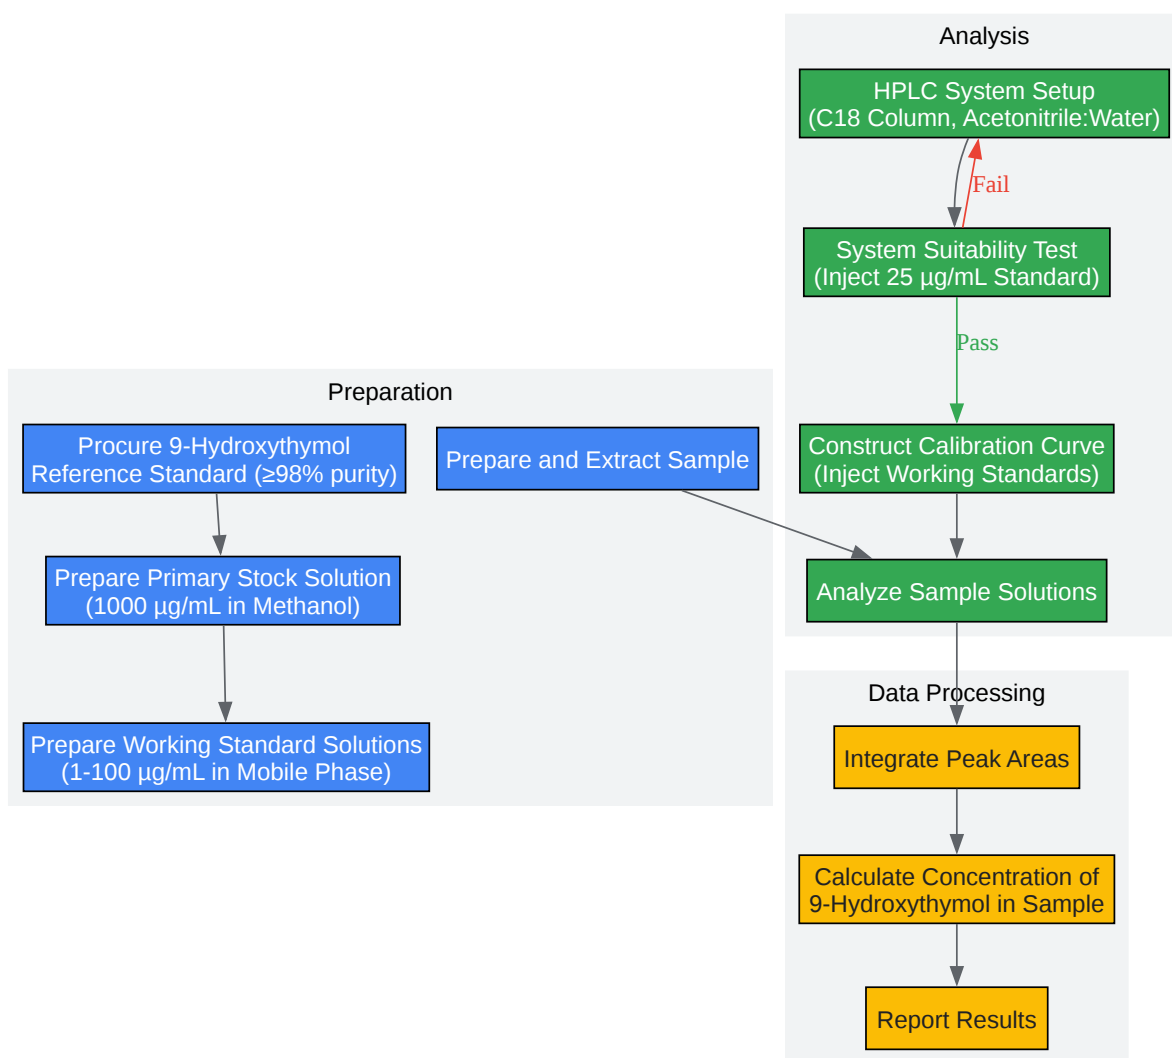 Analysis
HPLC System Setup
(C18 Column, Acetonitrile:Water)
Fail
System Suitability Test
(Inject 25 µg/mL Standard)
Pass
Construct Calibration Curve
(Inject Working Standards)
Analyze Sample Solutions
Preparation
Procure 9-Hydroxythymol
Reference Standard (≥98% purity)
Prepare and Extract Sample
Prepare Primary Stock Solution
(1000 µg/mL in Methanol)
Prepare Working Standard Solutions
(1-100 µg/mL in Mobile Phase)
Data Processing
Integrate Peak Areas
Calculate Concentration of
9-Hydroxythymol in Sample
Report Results